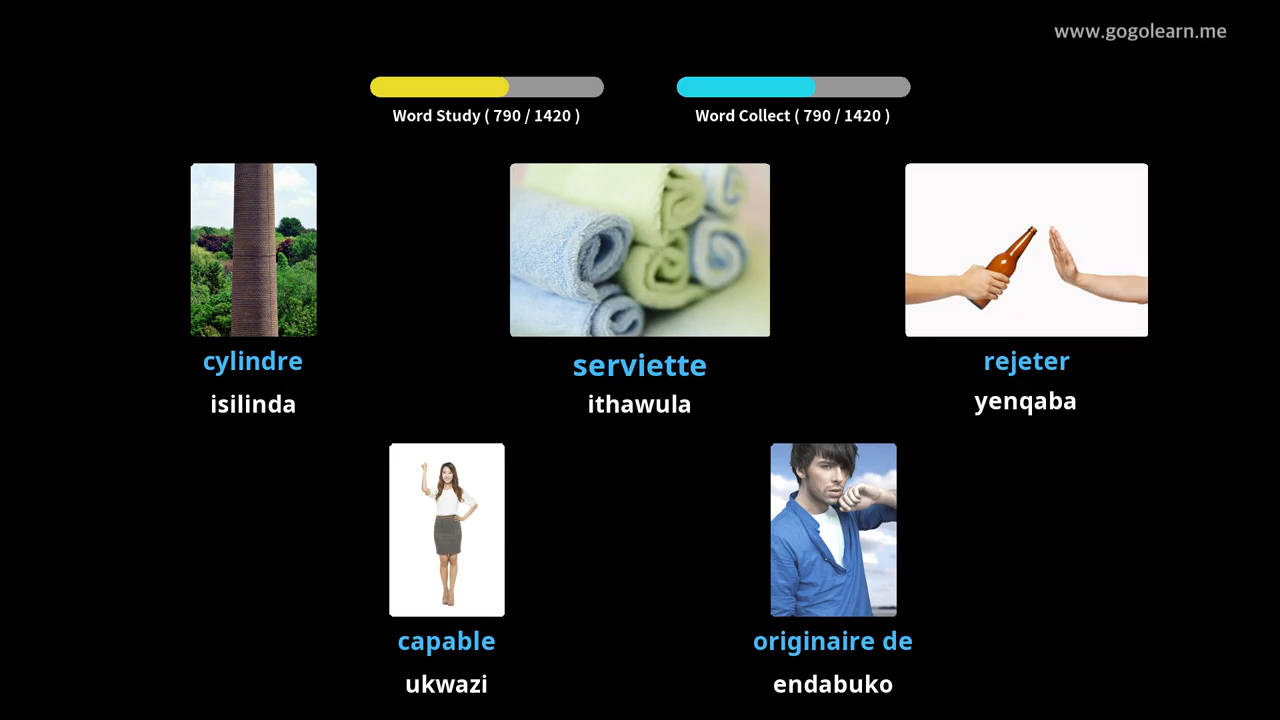 www.gogolearn.me
Word Study ( 790 / 1420 )
Word Collect ( 790 / 1420 )
cylindre
isilinda
serviette
ithawula
rejeter
yenqaba
capable
ukwazi
originaire de
endabuko